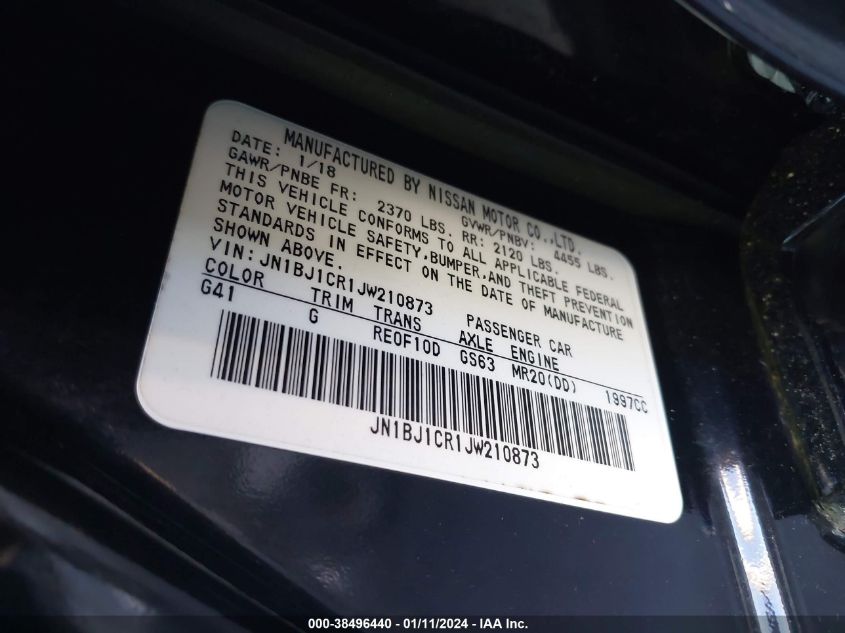 MANUFACTURED BY NISSAN MOTOR CO.,LTD.
DATE: 1/18 GVWR/PNBV: 4455 LBS.
GAWR/PNBE FR: 2370 LBS. RR: 2120 LBS.
THIS VEHICLE CONFORMS TO ALL APPLICABLE FEDERAL
MOTOR VEHICLE SAFETY,BUMPER,AND THEFT PREVENTION
STANDARDS IN EFFECT ON THE DATE OF MANUFACTURE
SHOWN ABOVE.
VIN: JN1BJ1CR1JW210873 PASSENGER CAR
COLOR TRIM TRANS AXLE ENGINE
G41 G RE0F10D GS63 MR20(DD) 1997CC
JN1BJ1CR1JW210873
000-38496440 - 01/11/2024 - IAA Inc.